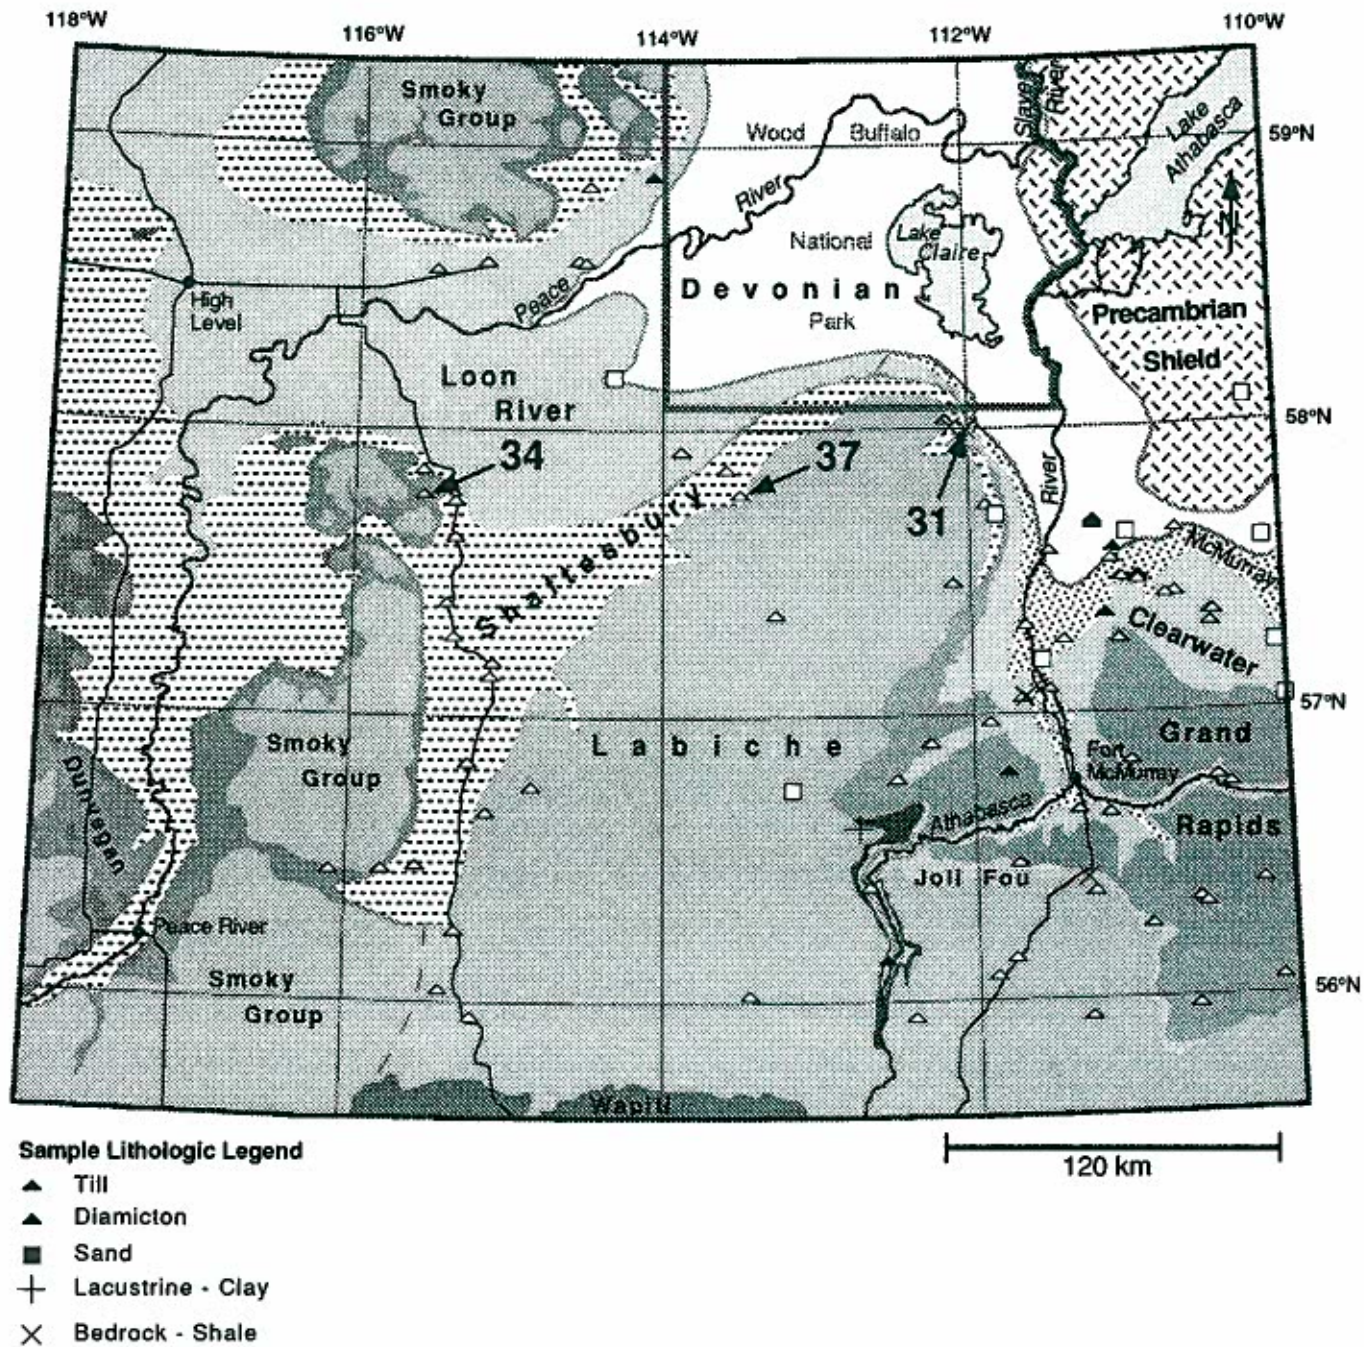 118°W
116°W
114°W
112°W
110°W
Smoky
Group
Wood Buffalo
Slave
River
Lake
Athabasca
59°N
River
N
National
Lake
Claire
Peace
Devonian
High
Level
Park
Precambrian
Shield
Loon
River
58°N
34
37
River
31
McMurray
Shaftesbury
Clearwater
57°N
Smoky
Group
Labiche
Grand
Fort
McMurray
Dunvegan
Athabasca
Rapids
Joli Fou
Peace River
Smoky
Group
56°N
Wapiti
Sample Lithologic Legend
120 km
Till
Diamicton
Sand
Lacustrine - Clay
Bedrock - Shale